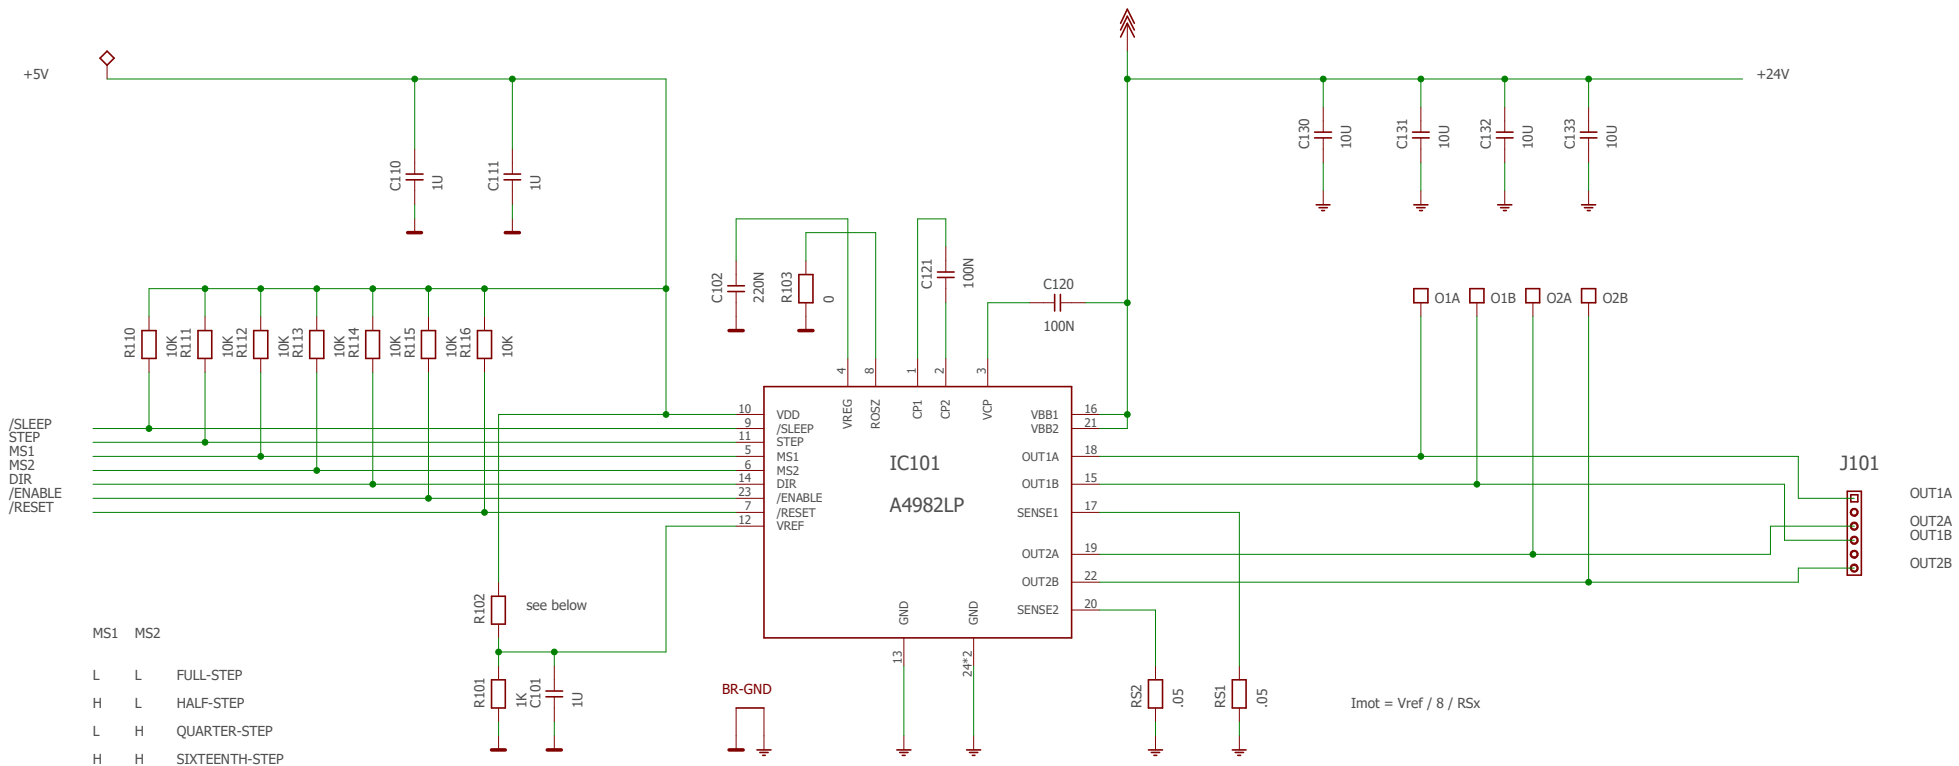 +5V
+24V
C110
1U
C111
1U
C130
10U
C131
10U
C132
10U
C133
10U
C102
220N
R103
0
C121
100N
C120
100N
O1A
O1B
O2A
O2B
R110
10K
R111
10K
R112
10K
R113
10K
R114
10K
R115
10K
R116
10K
/SLEEP
STEP
MS1
MS2
DIR
/ENABLE
/RESET
4
8
1
2
3
VREG
ROSZ
CP1
CP2
VCP
10
9
11
5
6
14
23
7
12
VDD
/SLEEP
STEP
MS1
MS2
DIR
/ENABLE
/RESET
VREF
IC101
A4982LP
VBB1
VBB2
OUT1A
OUT1B
SENSE1
OUT2A
OUT2B
SENSE2
16
21
18
15
17
19
22
20
GND
GND
13
24*2
J101
OUT1A
OUT2A
OUT1B
OUT2B
R102
see below
R101
1K
C101
1U
BR-GND
RS2
.05
RS1
.05
Imot = Vref / 8 / RSx
MS1 MS2
L L FULL-STEP
H L HALF-STEP
L H QUARTER-STEP
H H SIXTEENTH-STEP